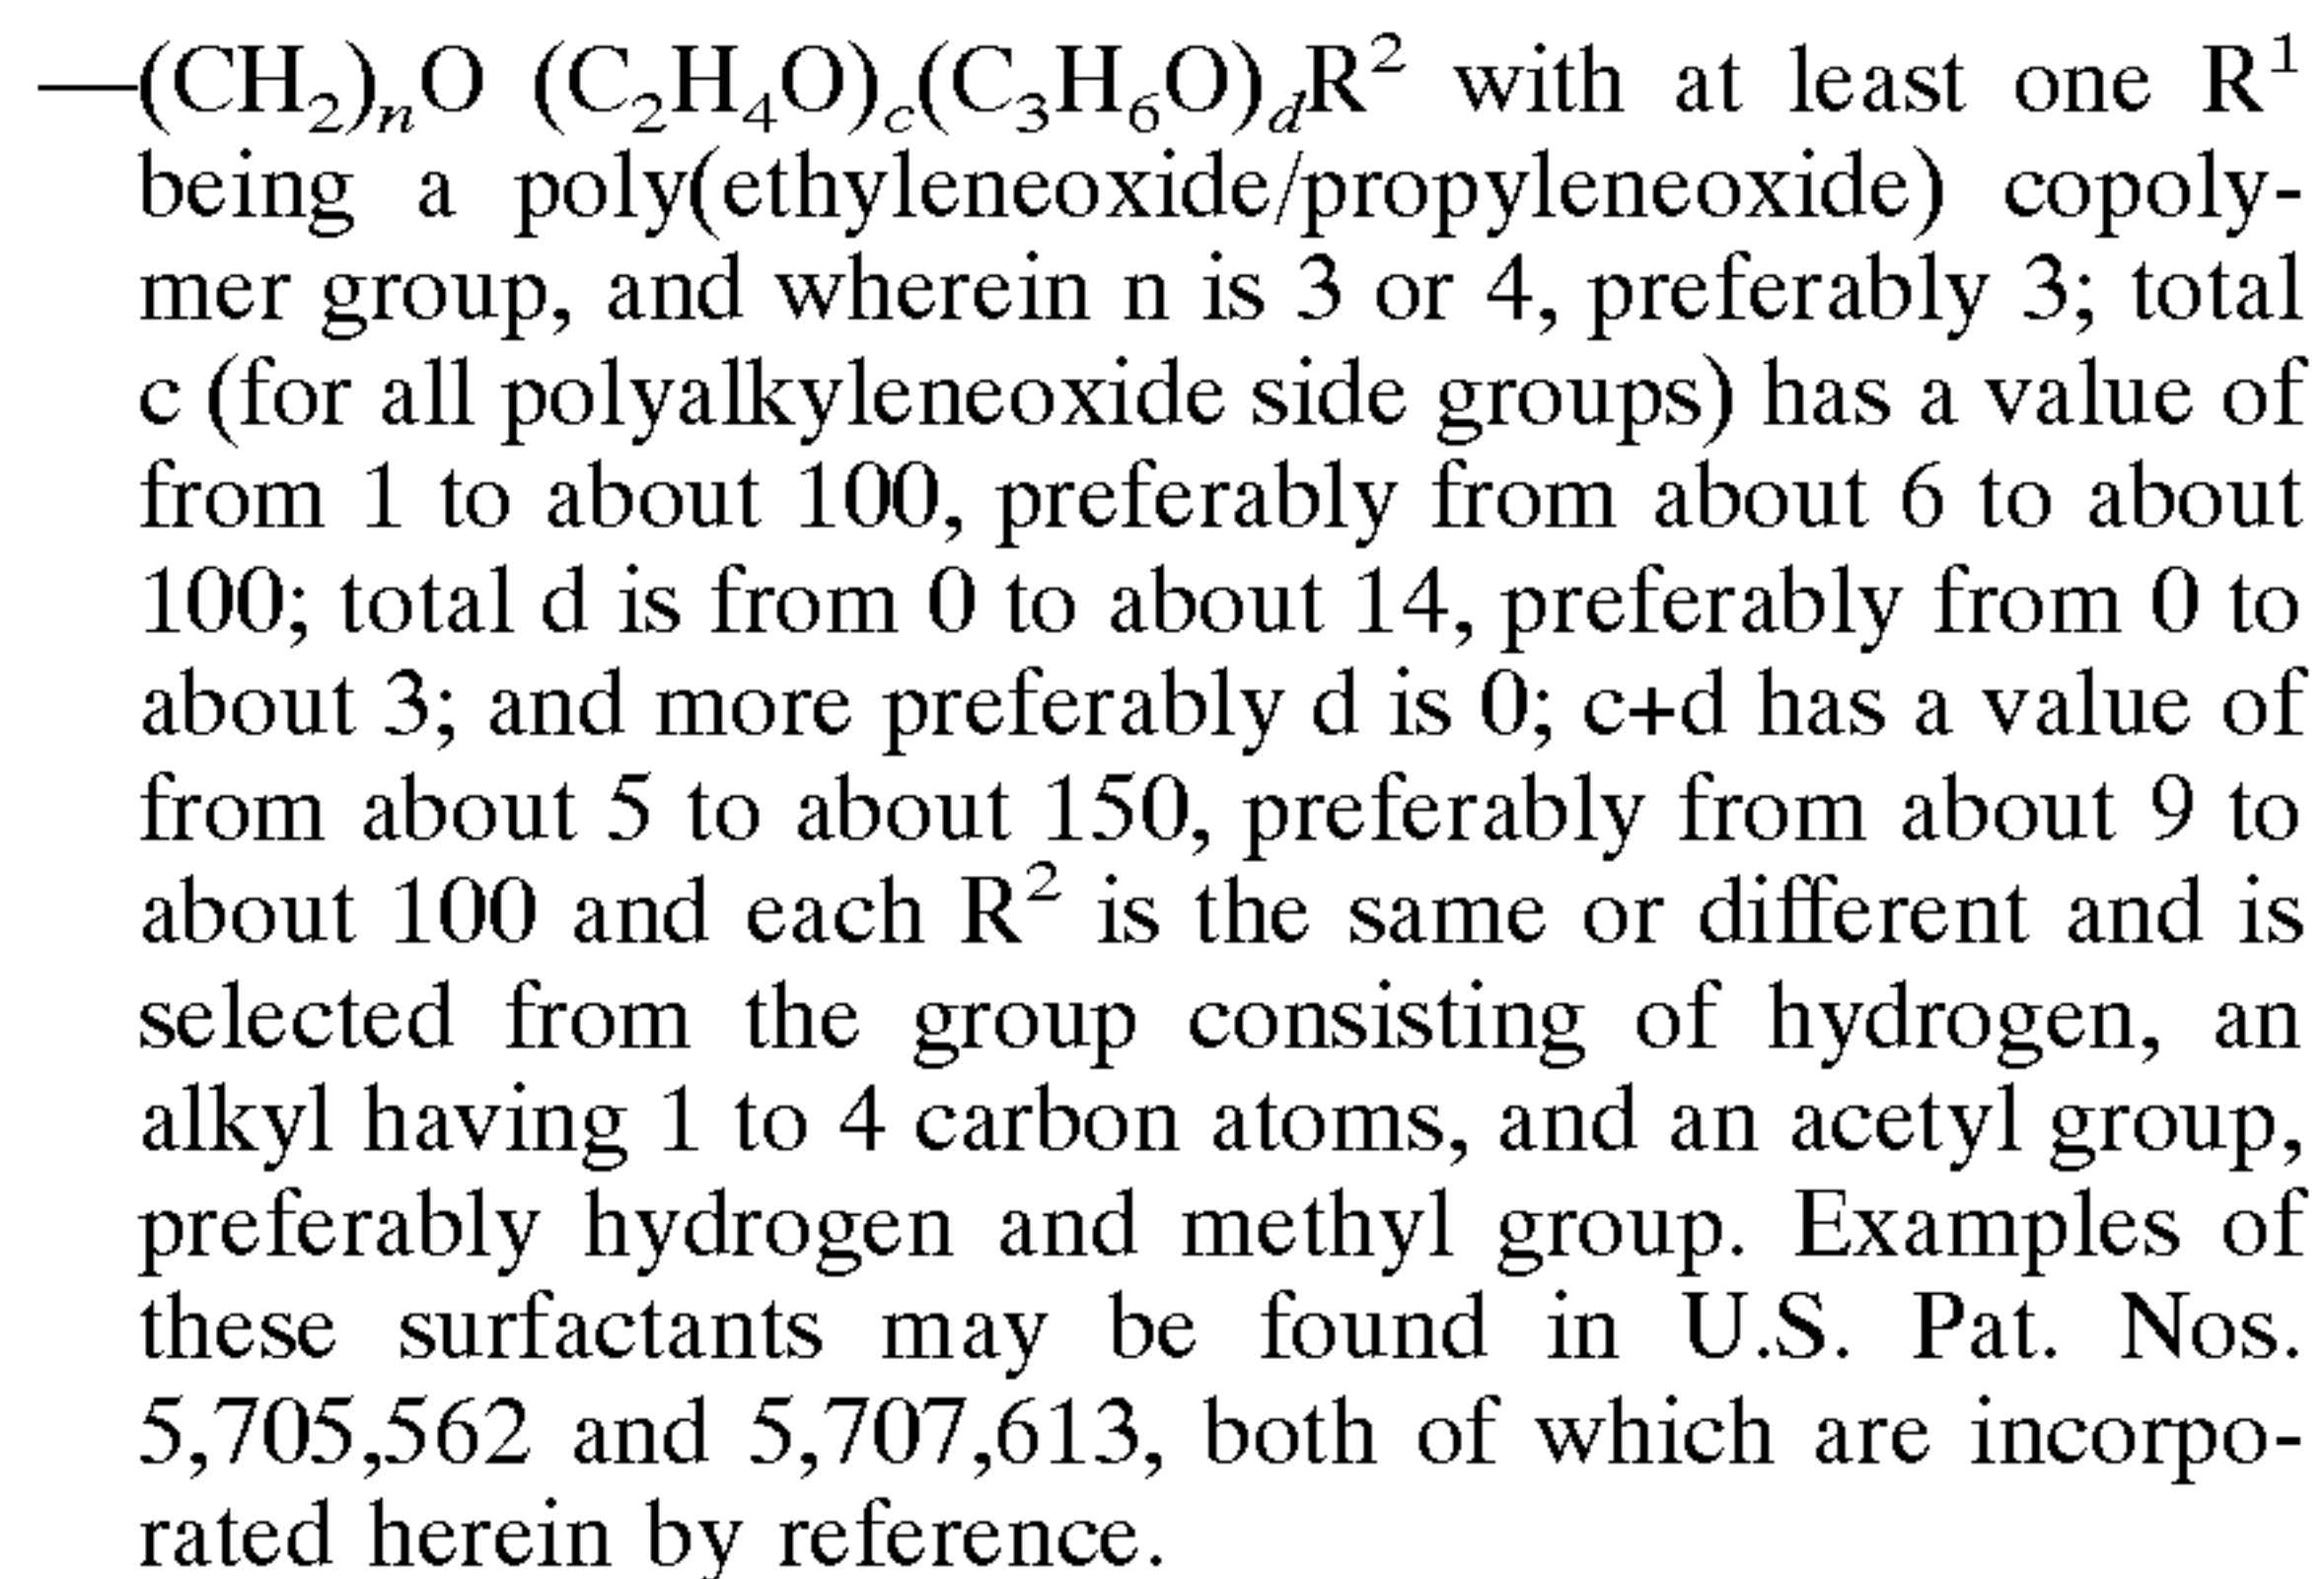 —(CH₂)ₙO (C₂H₄O)c(C₃H₆O)dR² with at least one R¹
being a poly(ethyleneoxide/propyleneoxide) copoly-
mer group, and wherein n is 3 or 4, preferably 3; total
c (for all polyalkyleneoxide side groups) has a value of
from 1 to about 100, preferably from about 6 to about
100; total d is from 0 to about 14, preferably from 0 to
about 3; and more preferably d is 0; c+d has a value of
from about 5 to about 150, preferably from about 9 to
about 100 and each R² is the same or different and is
selected from the group consisting of hydrogen, an
alkyl having 1 to 4 carbon atoms, and an acetyl group,
preferably hydrogen and methyl group. Examples of
these surfactants may be found in U.S. Pat. Nos.
5,705,562 and 5,707,613, both of which are incorpo-
rated herein by reference.